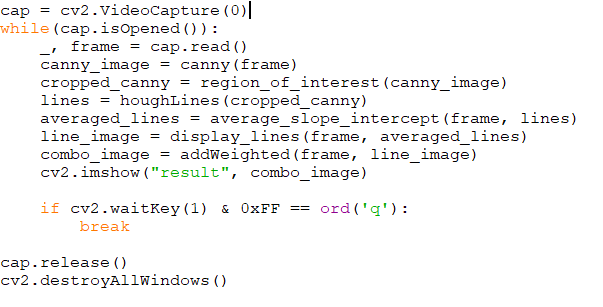 cap = cv2.VideoCapture(0)
while(cap.isOpened()):
    _, frame = cap.read()
    canny_image = canny(frame)
    cropped_canny = region_of_interest(canny_image)
    lines = houghLines(cropped_canny)
    averaged_lines = average_slope_intercept(frame, lines)
    line_image = display_lines(frame, averaged_lines)
    combo_image = addWeighted(frame, line_image)
    cv2.imshow("result", combo_image)

    if cv2.waitKey(1) & 0xFF == ord('q'):
        break

cap.release()
cv2.destroyAllWindows()